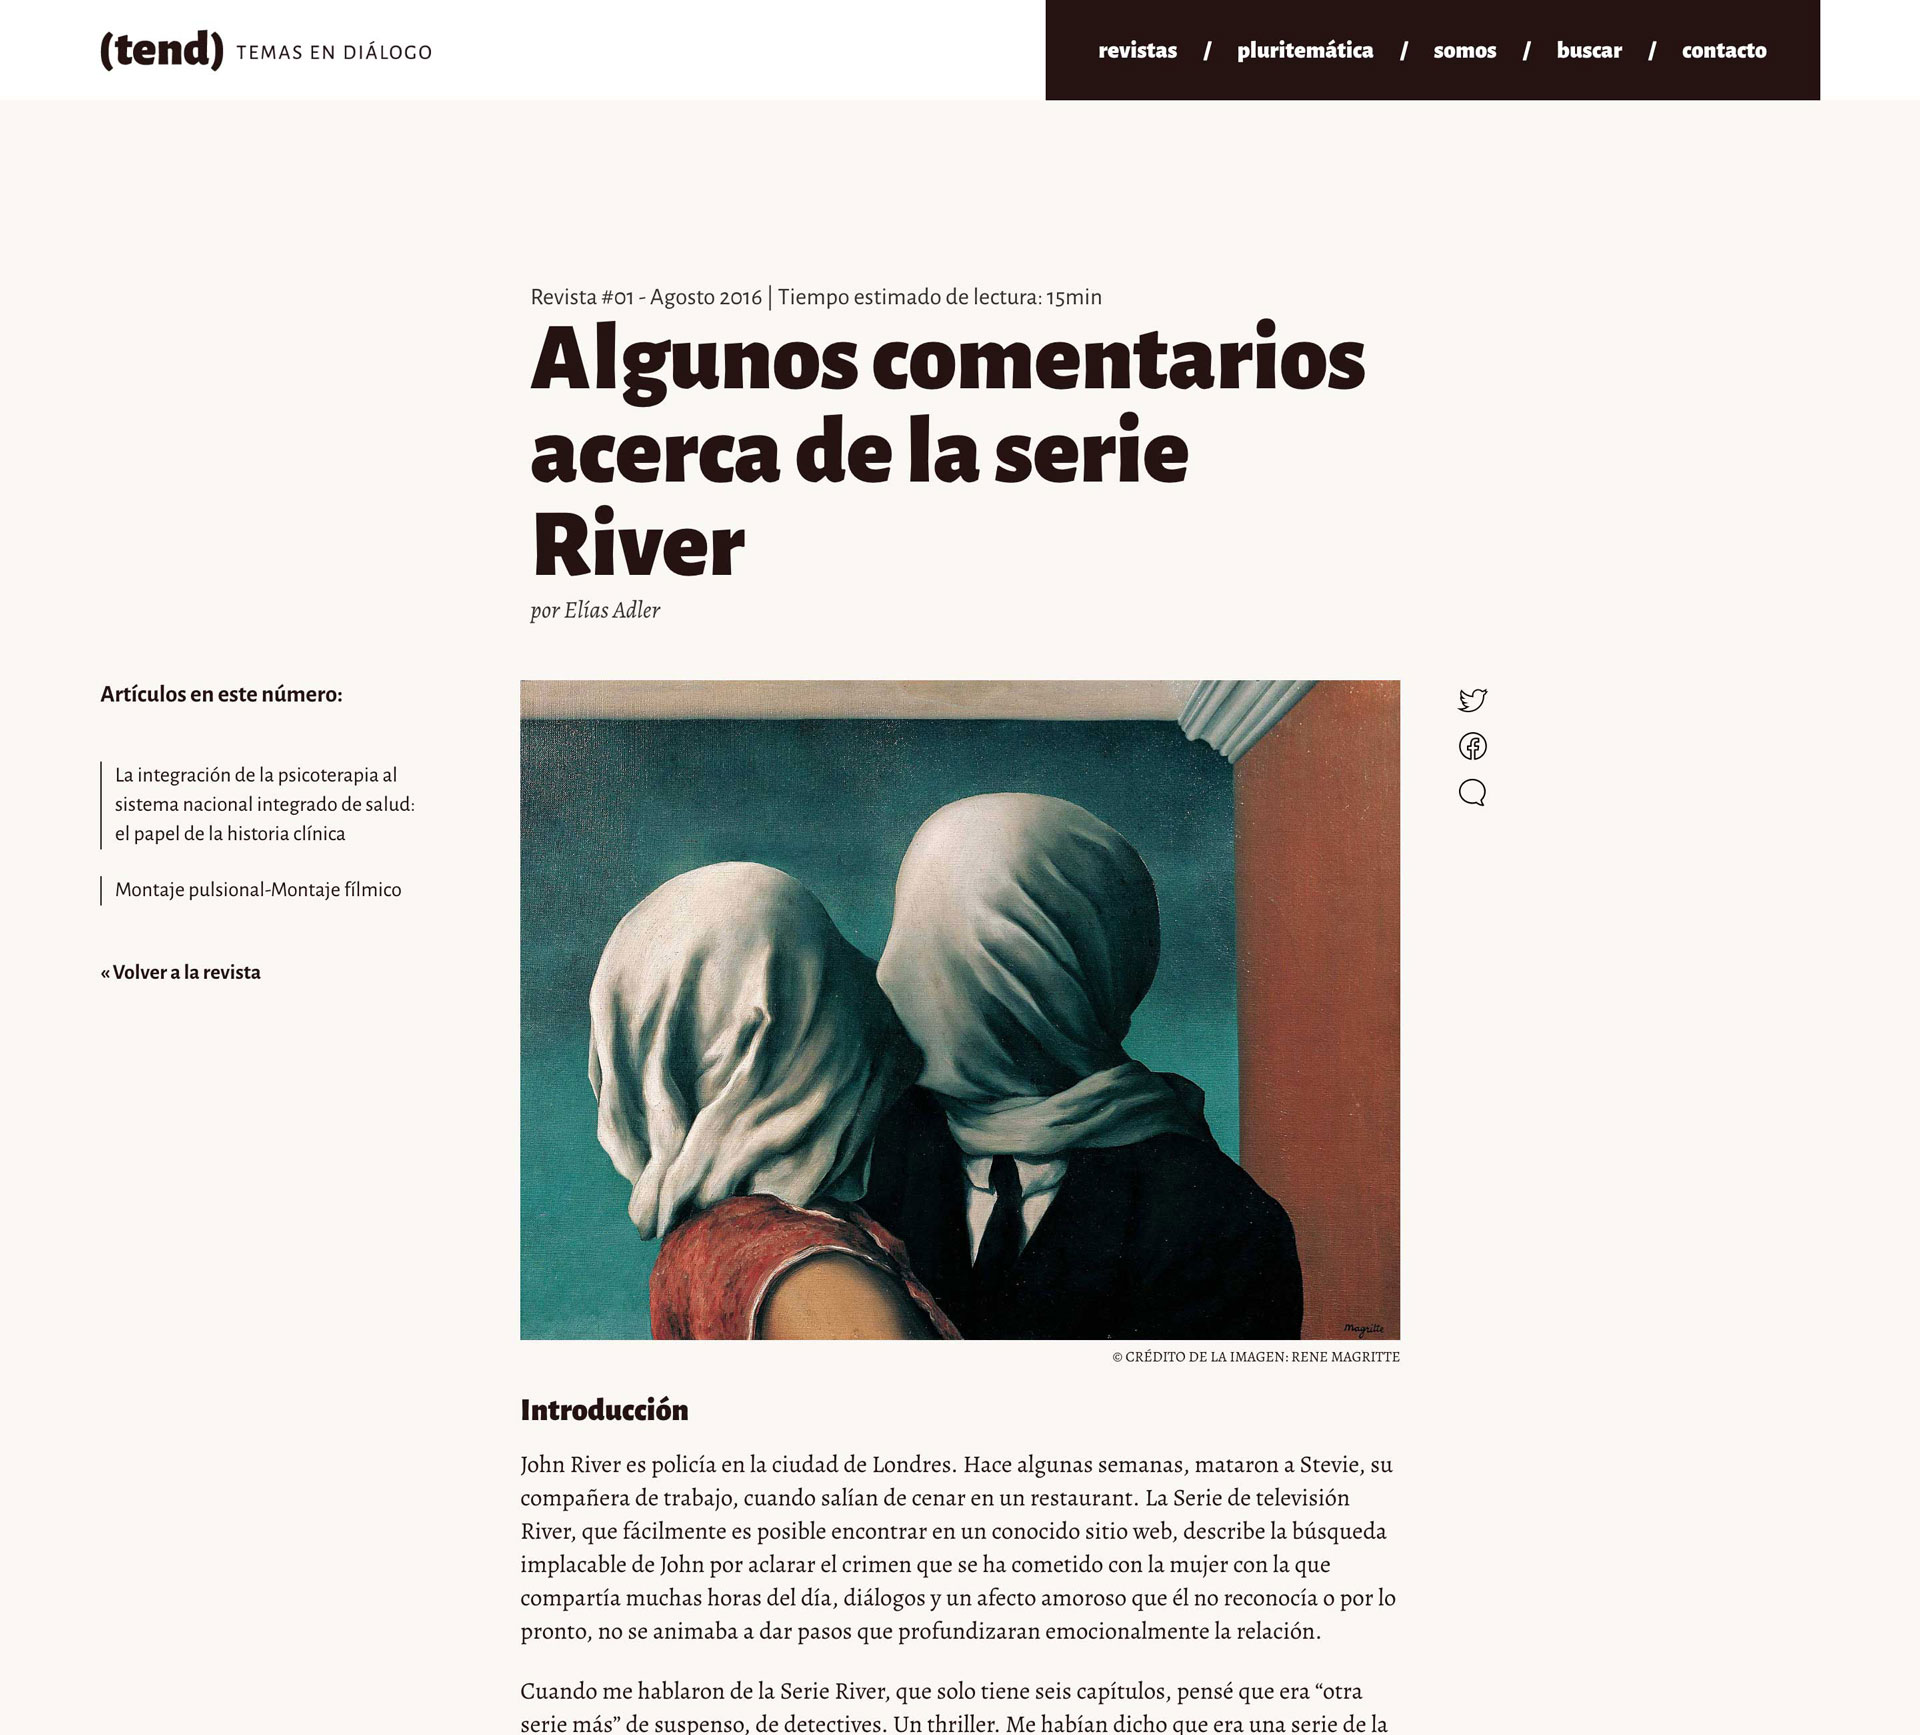 (tend) TEMAS EN DIÁLOGO
revistas / pluritemática / somos / buscar / contacto
Revista #01 - Agosto 2016 | Tiempo estimado de lectura: 15min
Algunos comentarios
acerca de la serie
River
por Elías Adler
Artículos en este número:
La integración de la psicoterapia al
sistema nacional integrado de salud:
el papel de la historia clínica
Montaje pulsional-Montaje fílmico
« Volver a la revista
Magritte
© CRÉDITO DE LA IMAGEN: RENE MAGRITTE
Introducción
John River es policía en la ciudad de Londres. Hace algunas semanas, mataron a Stevie, su
compañera de trabajo, cuando salían de cenar en un restaurant. La Serie de televisión
River, que fácilmente es posible encontrar en un conocido sitio web, describe la búsqueda
implacable de John por aclarar el crimen que se ha cometido con la mujer con la que
compartía muchas horas del día, diálogos y un afecto amoroso que él no reconocía o por lo
pronto, no se animaba a dar pasos que profundizaran emocionalmente la relación.
Cuando me hablaron de la Serie River, que solo tiene seis capítulos, pensé que era “otra
serie más” de suspenso, de detectives. Un thriller. Me habían dicho que era una serie de la